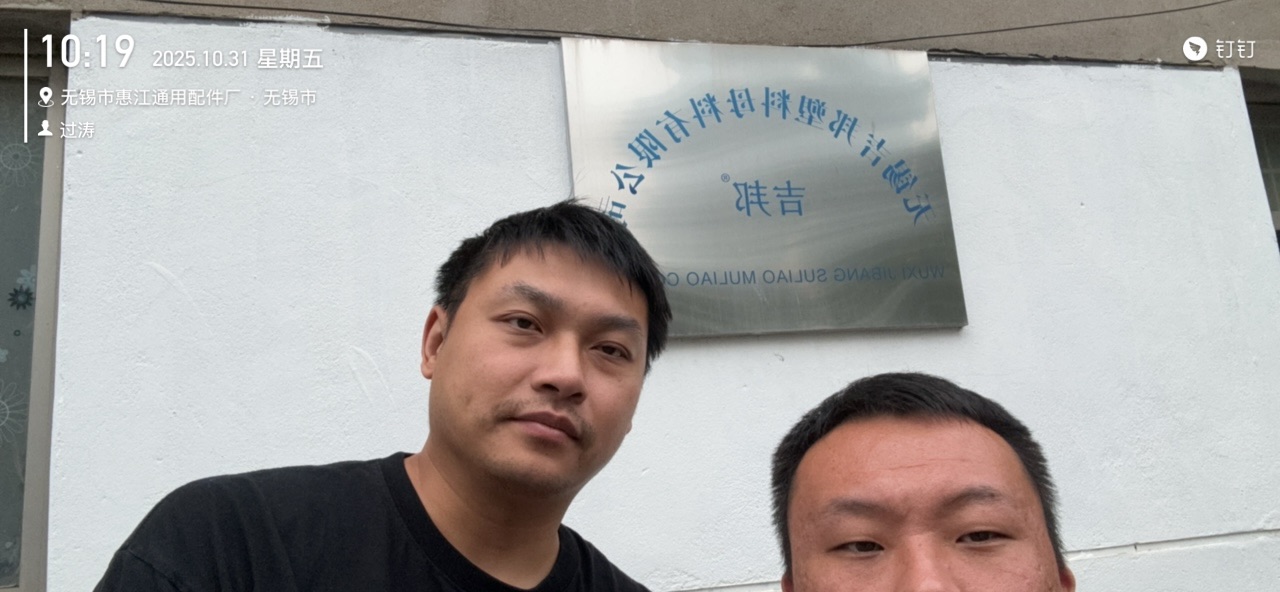 10:19 2025.10.31 星期五
无锡市惠江通用配件厂 · 无锡市
过涛
钉钉
无锡吉邦塑料母料有限公司
吉邦®
WUXI JIBANG SULIAO MULIAO CO